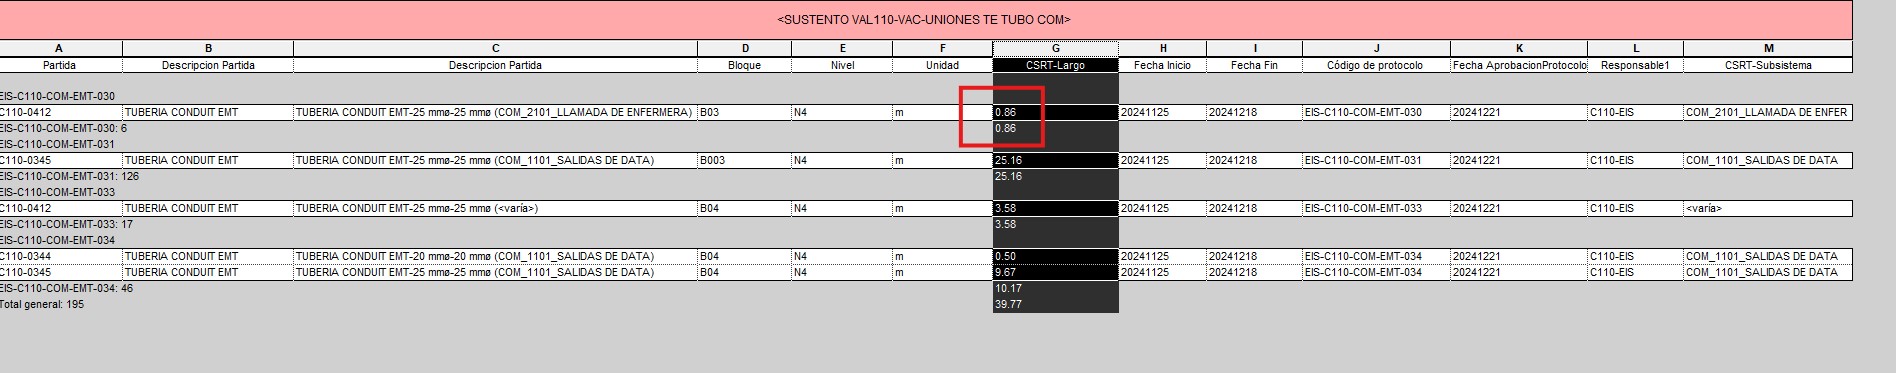 <SUSTENTO VAL110-VAC-UNIONES TE TUBO COM>
A B C D E F G H I J K L M
Partida Descripcion Partida Descripcion Partida Bloque Nivel Unidad CSRT-Largo Fecha Inicio Fecha Fin Código de protocolo Fecha AprobacionProtocolo Responsable1 CSRT-Subsistema
EIS-C110-COM-EMT-030
C110-0412 TUBERIA CONDUIT EMT TUBERIA CONDUIT EMT-25 mmø-25 mmø (COM_2101_LLAMADA DE ENFERMERA) B03 N4 m 0.86 20241125 20241218 EIS-C110-COM-EMT-030 20241221 C110-EIS COM_2101_LLAMADA DE ENFER
EIS-C110-COM-EMT-030: 6 0.86
EIS-C110-COM-EMT-031
C110-0345 TUBERIA CONDUIT EMT TUBERIA CONDUIT EMT-25 mmø-25 mmø (COM_1101_SALIDAS DE DATA) B003 N4 m 25.16 20241125 20241218 EIS-C110-COM-EMT-031 20241221 C110-EIS COM_1101_SALIDAS DE DATA
EIS-C110-COM-EMT-031: 126 25.16
EIS-C110-COM-EMT-033
C110-0412 TUBERIA CONDUIT EMT TUBERIA CONDUIT EMT-25 mmø-25 mmø (<varía>) B04 N4 m 3.58 20241125 20241218 EIS-C110-COM-EMT-033 20241221 C110-EIS <varía>
EIS-C110-COM-EMT-033: 17 3.58
EIS-C110-COM-EMT-034
C110-0344 TUBERIA CONDUIT EMT TUBERIA CONDUIT EMT-20 mmø-20 mmø (COM_1101_SALIDAS DE DATA) B04 N4 m 0.50 20241125 20241218 EIS-C110-COM-EMT-034 20241221 C110-EIS COM_1101_SALIDAS DE DATA
C110-0345 TUBERIA CONDUIT EMT TUBERIA CONDUIT EMT-25 mmø-25 mmø (COM_1101_SALIDAS DE DATA) B04 N4 m 9.67 20241125 20241218 EIS-C110-COM-EMT-034 20241221 C110-EIS COM_1101_SALIDAS DE DATA
EIS-C110-COM-EMT-034: 46 10.17
Total general: 195 39.77